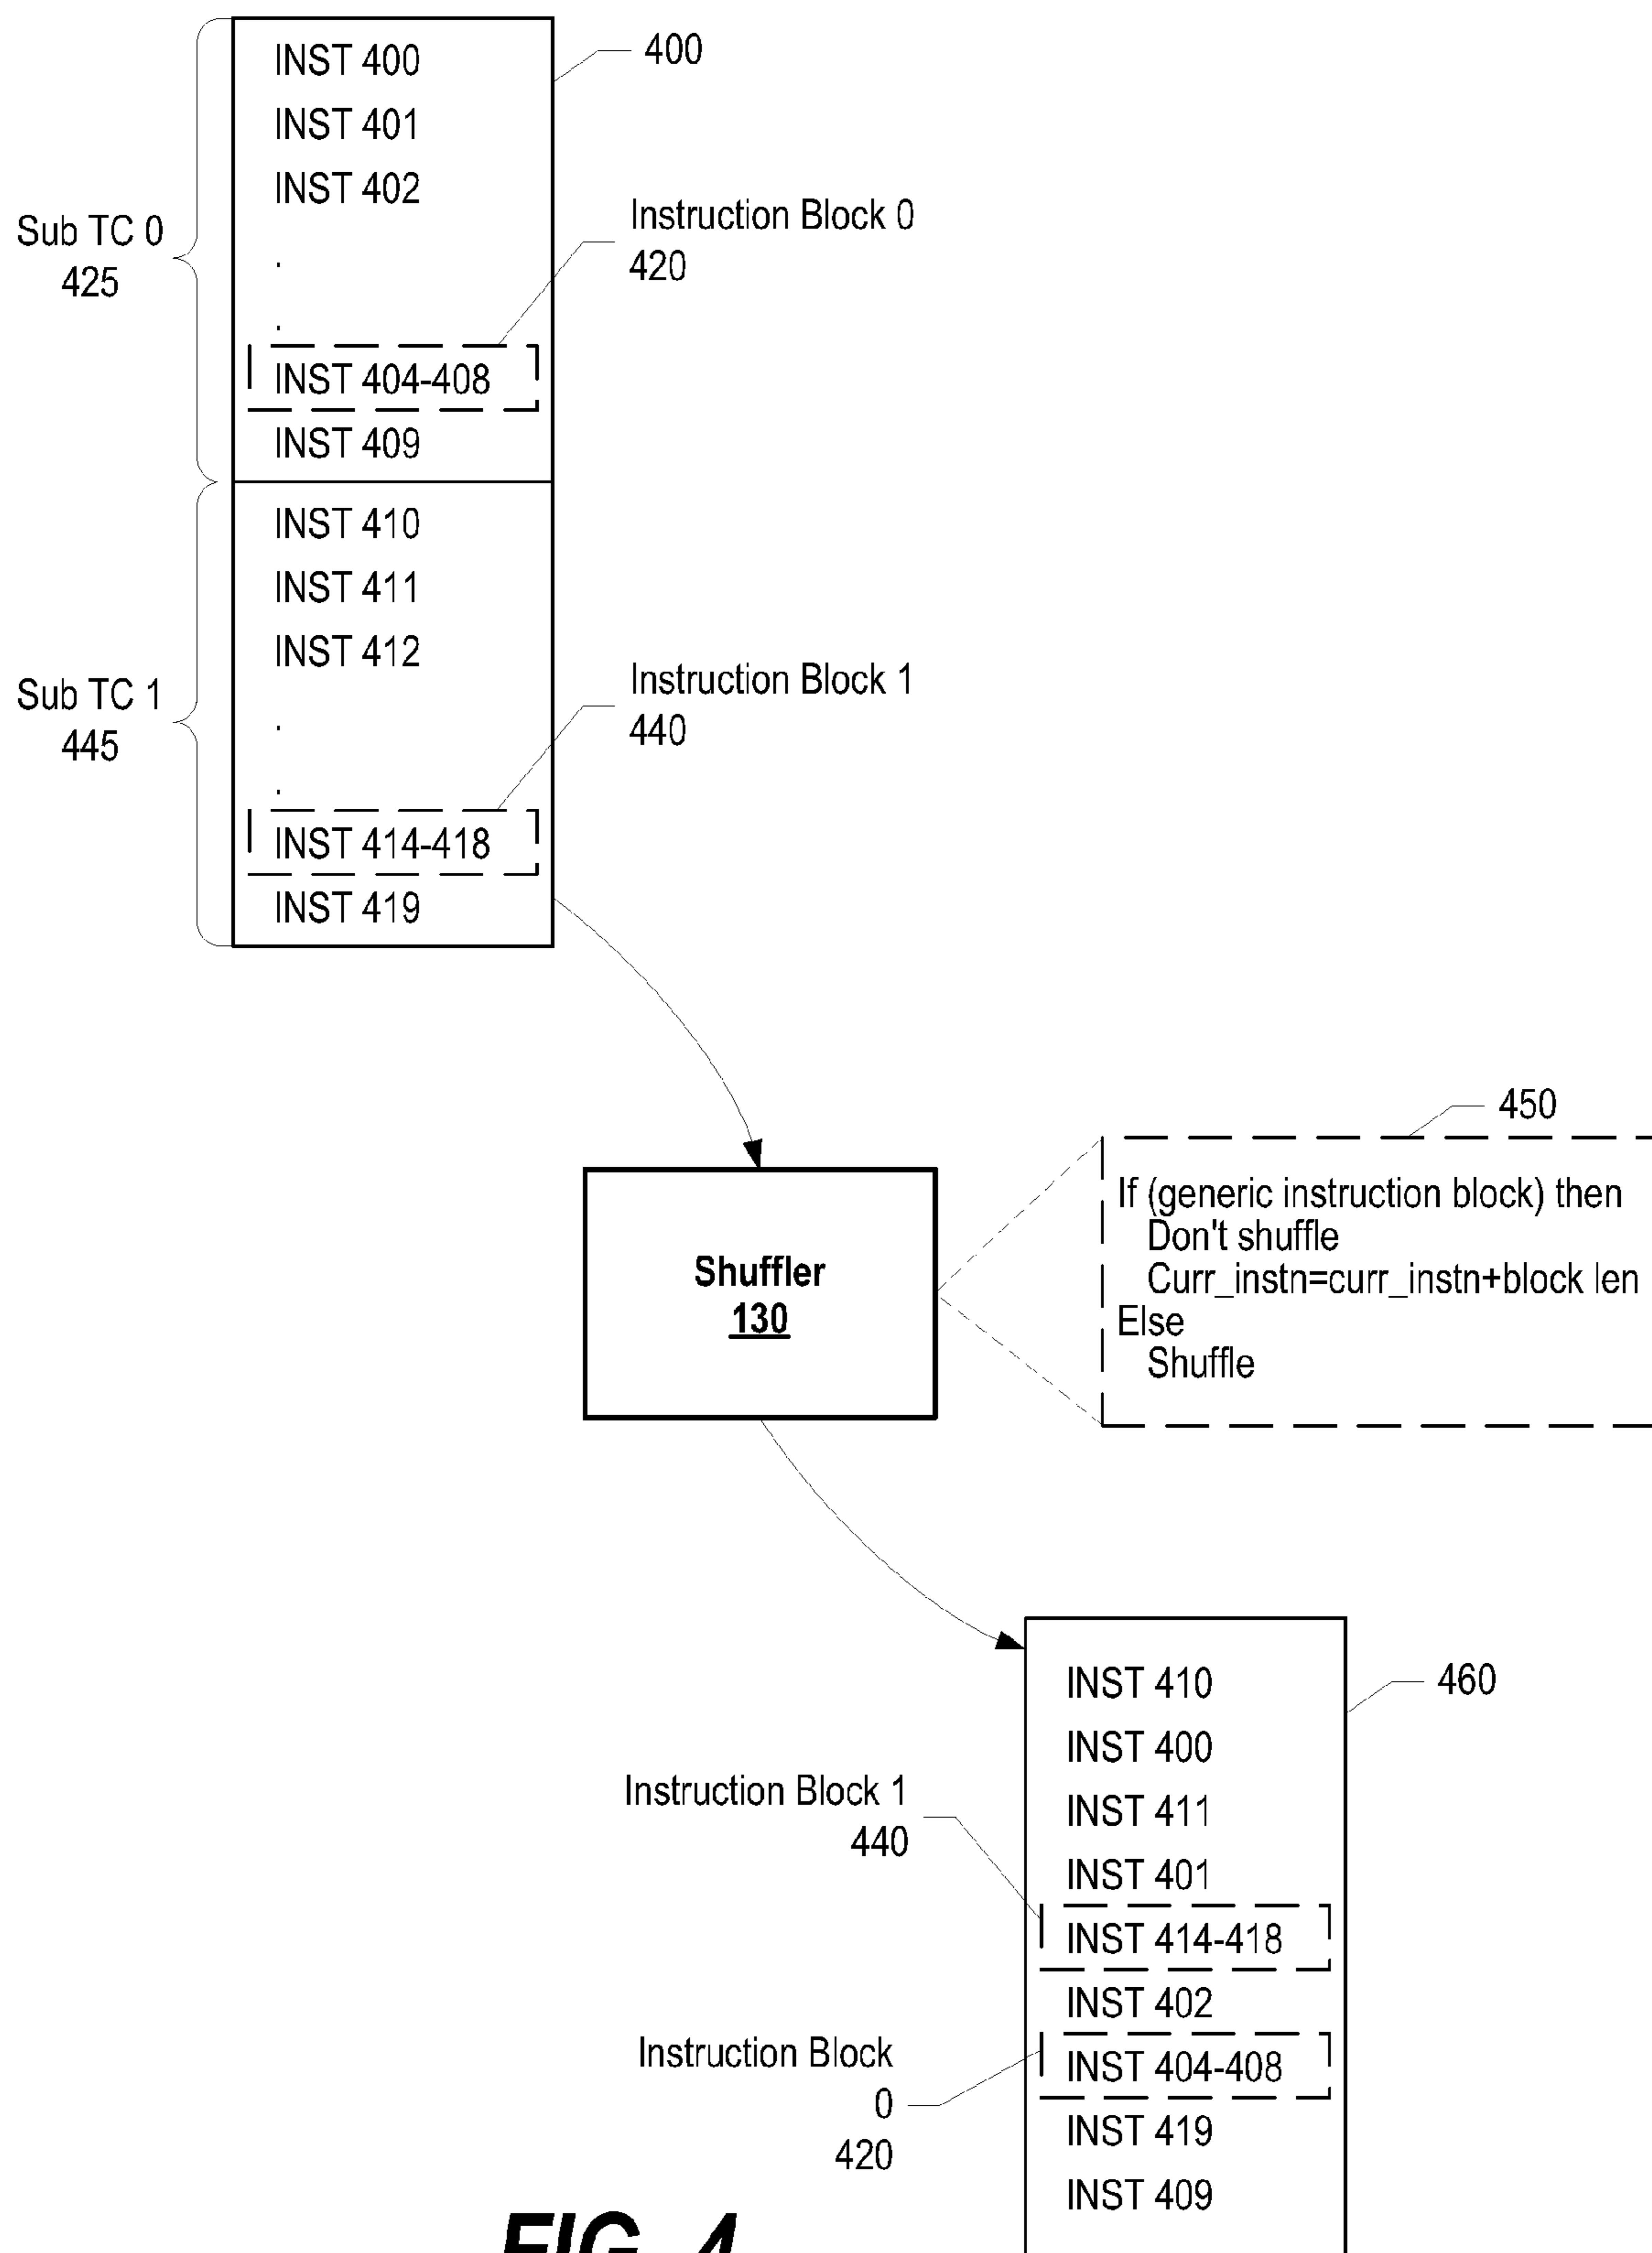 INST 400
400
INST 401
INST 402
Sub TC 0
425
Instruction Block 0
420
.
.
INST 404-408
INST 409
INST 410
INST 411
INST 412
Sub TC 1
445
Instruction Block 1
440
.
.
INST 414-418
INST 419
450
If (generic instruction block) then
Don't shuffle
Curr_instn=curr_instn+block len
Else
Shuffle
Shuffler
130
INST 410
460
INST 400
Instruction Block 1
440
INST 411
INST 401
INST 414-418
INST 402
Instruction Block
0
420
INST 404-408
INST 419
INST 409
FIG. 4